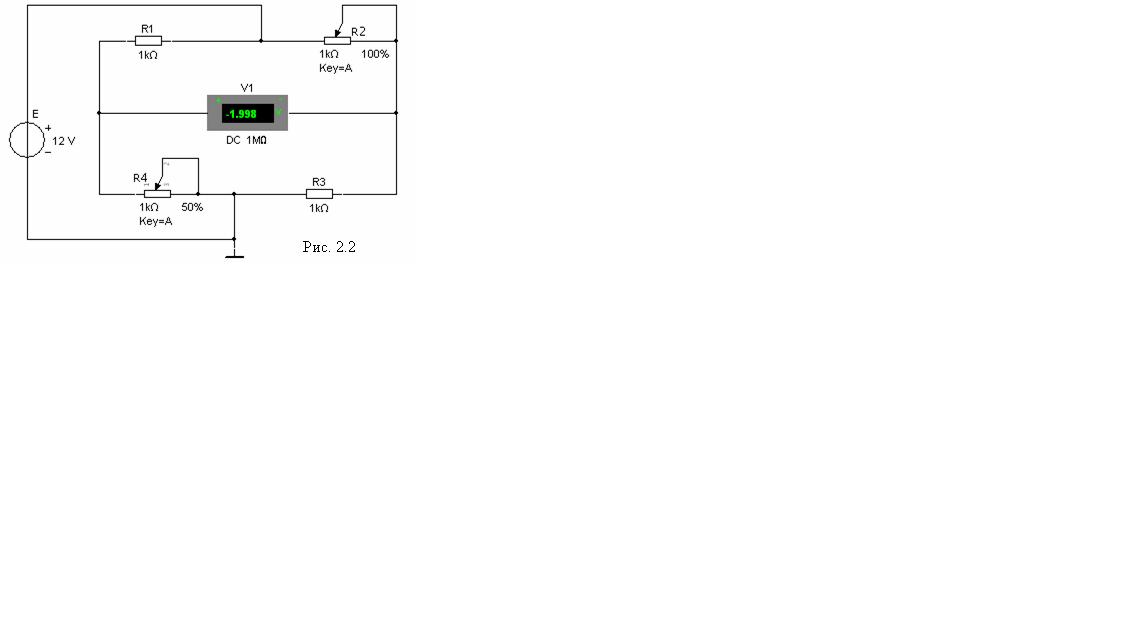 R1
1kΩ
R2
1kΩ 100%
Key=A
V1
-1.998
DC 1MΩ
E
+
12 V
−
R4
1kΩ 50%
Key=A
R3
1kΩ
Рис. 2.2